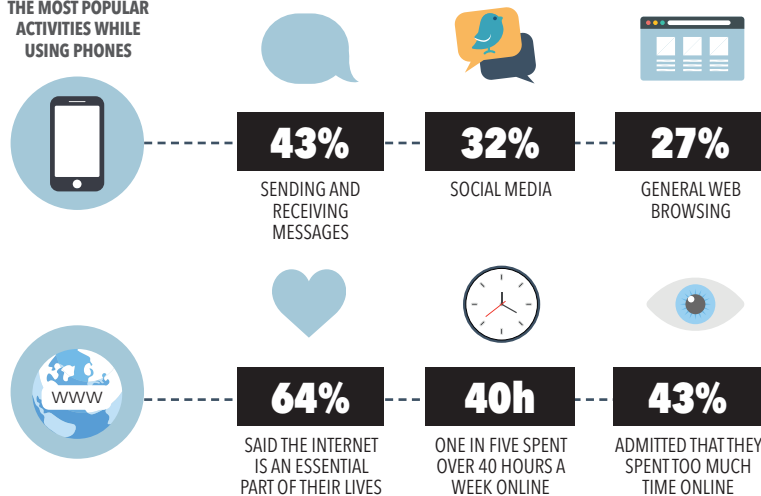 THE MOST POPULAR
ACTIVITIES WHILE
USING PHONES
43%
32%
27%
SENDING AND
RECEIVING
MESSAGES
SOCIAL MEDIA
GENERAL WEB
BROWSING
www
64%
40h
43%
SAID THE INTERNET
IS AN ESSENTIAL
PART OF THEIR LIVES
ONE IN FIVE SPENT
OVER 40 HOURS A
WEEK ONLINE
ADMITTED THAT THEY
SPENT TOO MUCH
TIME ONLINE